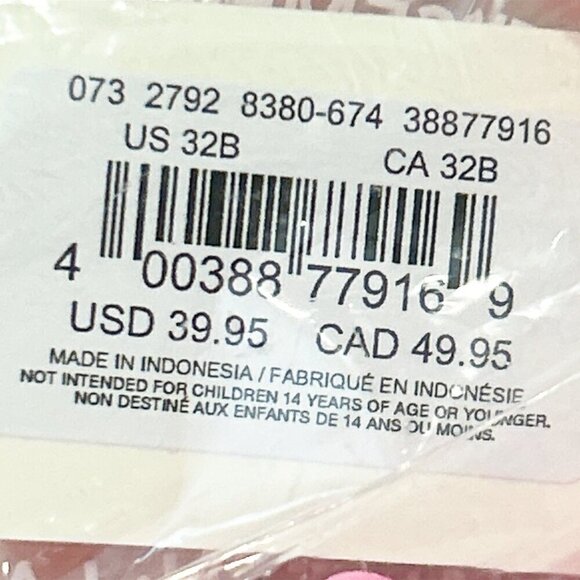 073 2792 8380-674 38877916
US 32B CA 32B
4 00388 77916 9
USD 39.95 CAD 49.95
MADE IN INDONESIA / FABRIQUÉ EN INDONÉSIE
NOT INTENDED FOR CHILDREN 14 YEARS OF AGE OR YOUNGER.
NON DESTINÉ AUX ENFANTS DE 14 ANS OU MOINS.